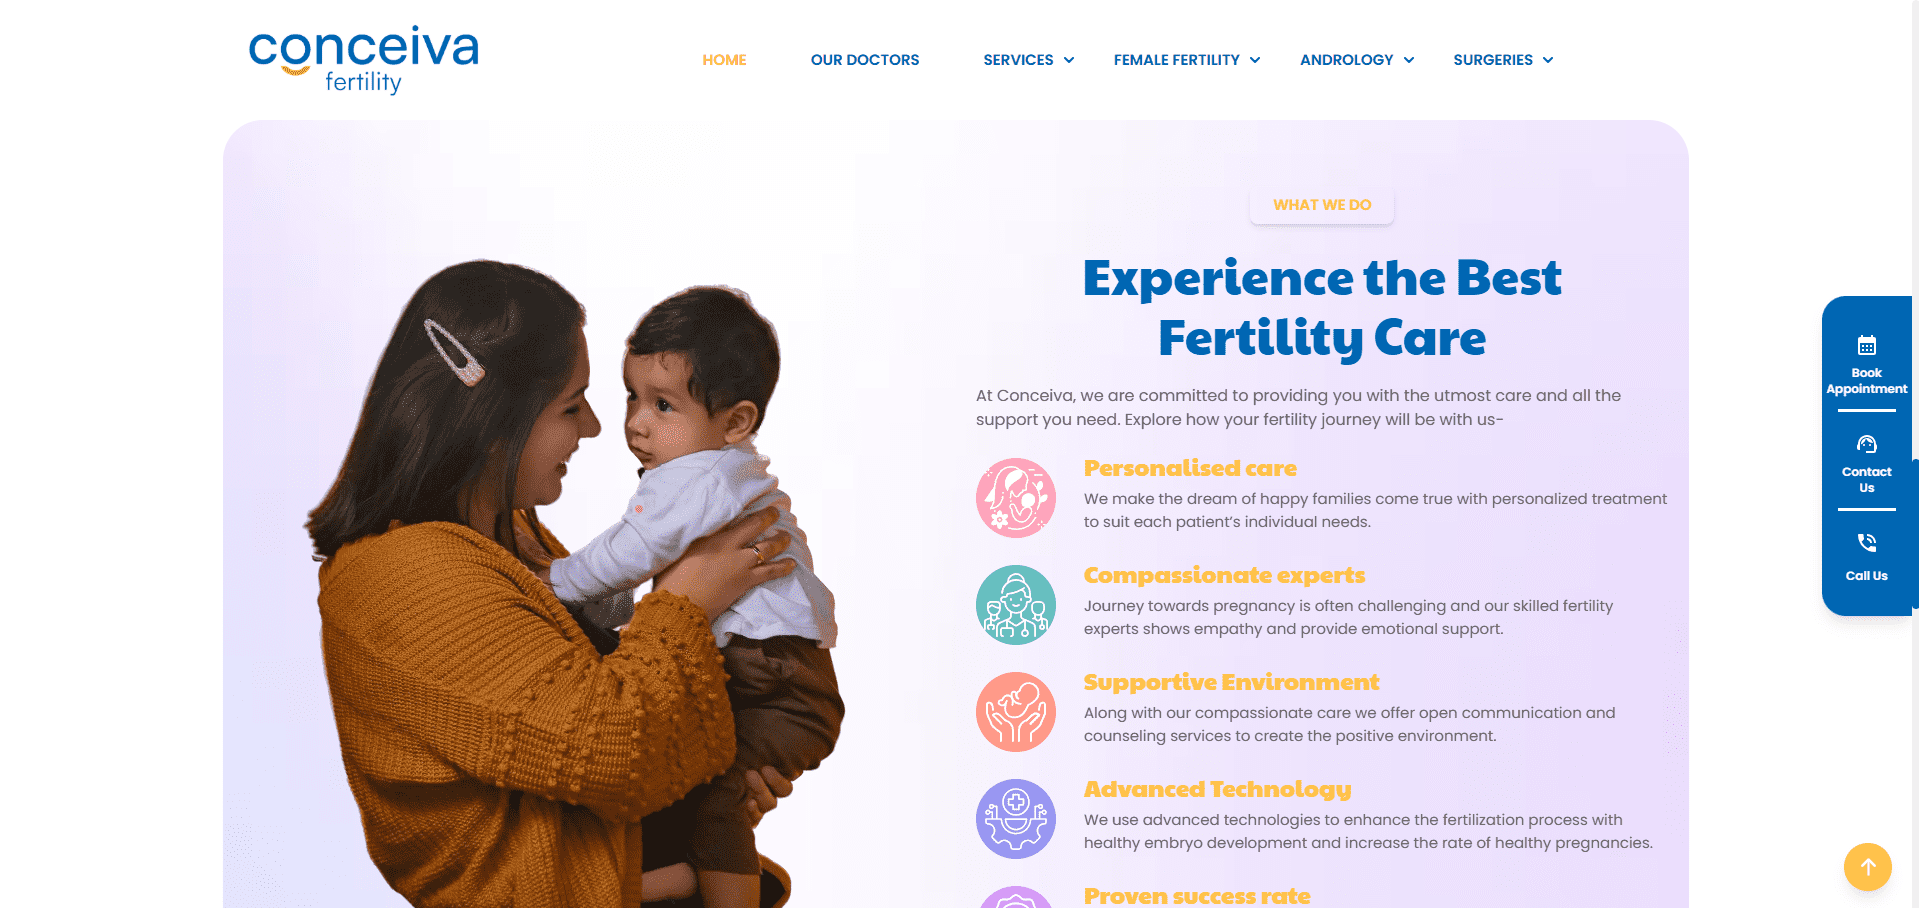 conceiva
fertility
HOME
OUR DOCTORS
SERVICES
FEMALE FERTILITY
ANDROLOGY
SURGERIES
WHAT WE DO
Experience the Best
Fertility Care
At Conceiva, we are committed to providing you with the utmost care and all the
support you need. Explore how your fertility journey will be with us-
Personalised care
We make the dream of happy families come true with personalized treatment
to suit each patient’s individual needs.
Compassionate experts
Journey towards pregnancy is often challenging and our skilled fertility
experts shows empathy and provide emotional support.
Supportive Environment
Along with our compassionate care we offer open communication and
counseling services to create the positive environment.
Advanced Technology
We use advanced technologies to enhance the fertilization process with
healthy embryo development and increase the rate of healthy pregnancies.
Proven success rate
Book
Appointment
Contact
Us
Call Us